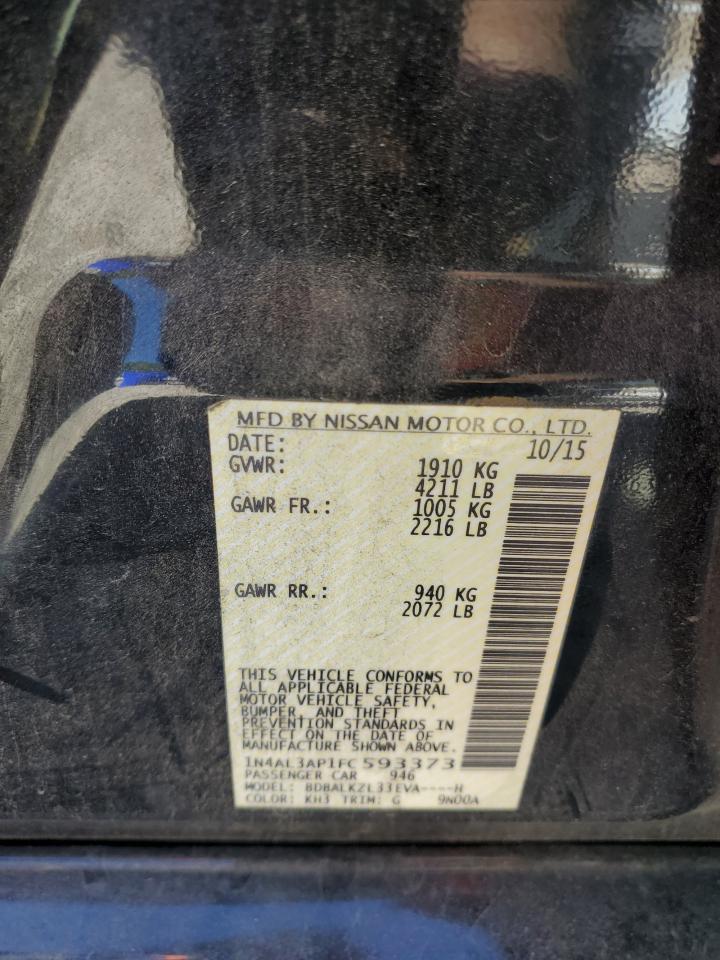 MFD BY NISSAN MOTOR CO., LTD.
DATE: 10/15
GVWR: 1910 KG
4211 LB
GAWR FR.: 1005 KG
2216 LB
GAWR RR.: 940 KG
2072 LB
THIS VEHICLE CONFORMS TO
ALL APPLICABLE FEDERAL
MOTOR VEHICLE SAFETY,
BUMPER, AND THEFT
PREVENTION STANDARDS IN
EFFECT ON THE DATE OF
MANUFACTURE SHOWN ABOVE.
1N4AL3AP1FC593373
PASSENGER CAR 946
MODEL: BDBALKZL33EVA----H
COLOR: KH3 TRIM: G 9N00A